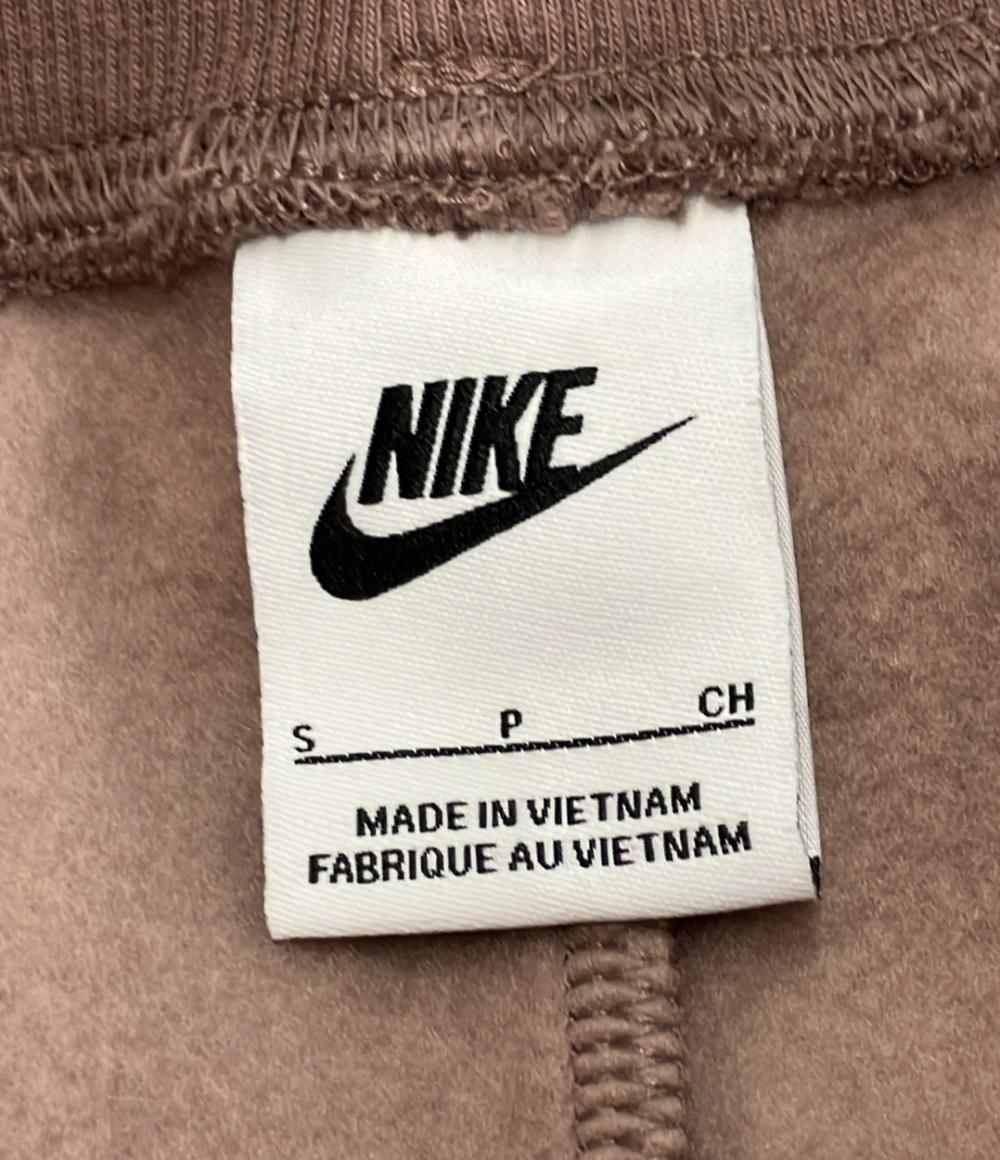 NIKE
S P CH
MADE IN VIETNAM
FABRIQUE AU VIETNAM